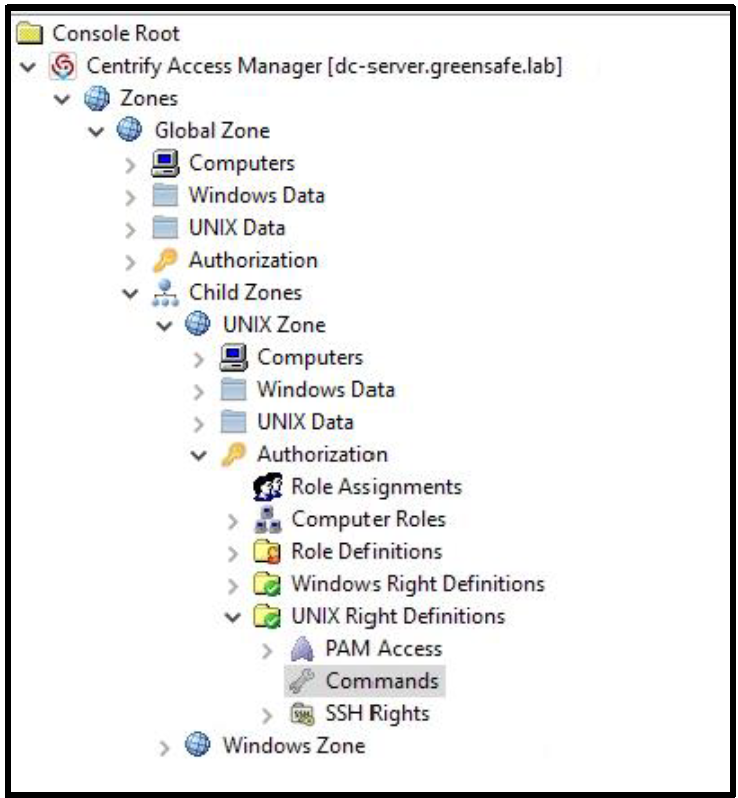 Console Root
Centrify Access Manager [dc-server.greensafe.lab]
Zones
Global Zone
Computers
Windows Data
UNIX Data
Authorization
Child Zones
UNIX Zone
Computers
Windows Data
UNIX Data
Authorization
Role Assignments
Computer Roles
Role Definitions
Windows Right Definitions
UNIX Right Definitions
PAM Access
Commands
SSH Rights
Windows Zone